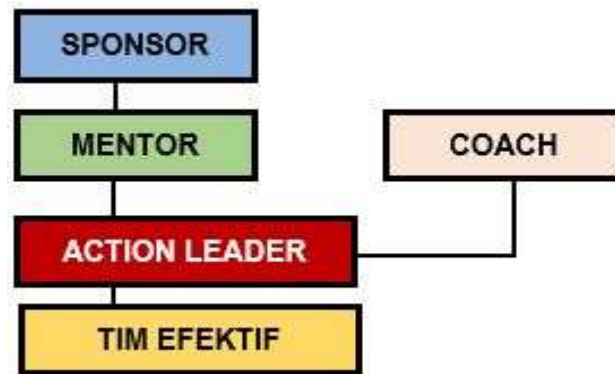 SPONSOR
MENTOR
COACH
ACTION LEADER
TIM EFEKTIF